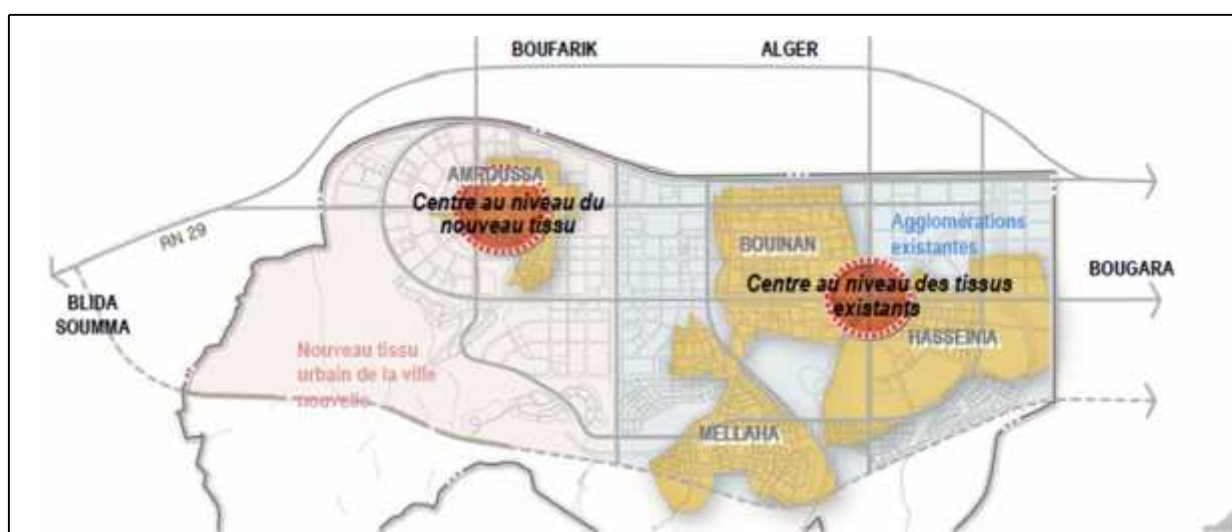 BOUFARIK
ALGER
AMROUSSA
Centre au niveau du
nouveau tissu
RN 29
Agglomérations
existantes
BOUINAN
BOUGARA
Centre au niveau des tissus
existants
BLIDA
SOUMMA
HASSEINIA
Nouveau tissu
urbain de la ville
nouvelle
MELLAHA